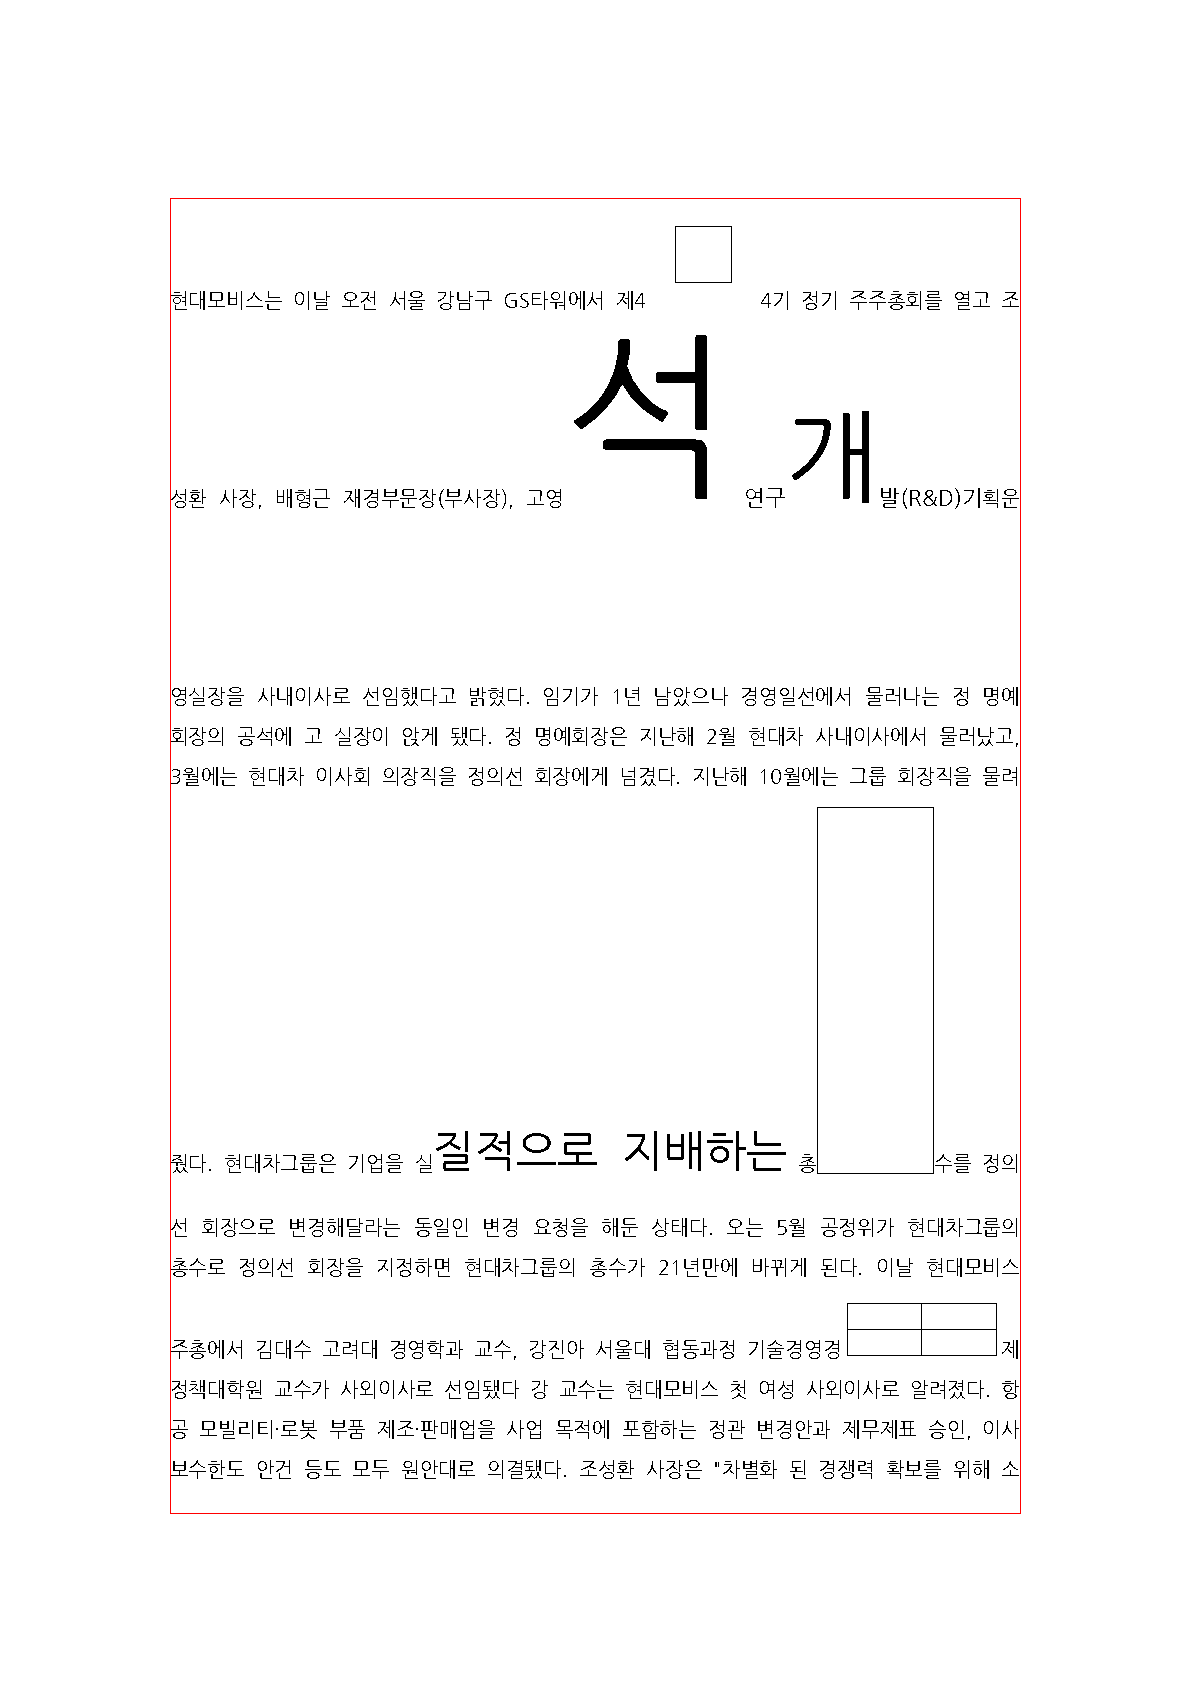 현대모비스는 이날 오전 서울 강남구 GS타워에서 제4 4기 정기 주주총회를 열고 조
성환 사장, 배형근 재경부문장(부사장), 고영석 연구개발(R&D)기획운
영실장을 사내이사로 선임했다고 밝혔다. 임기가 1년 남았으나 경영일선에서 물러나는 정 명예
회장의 공석에 고 실장이 앉게 됐다. 정 명예회장은 지난해 2월 현대차 사내이사에서 물러났고,
3월에는 현대차 이사회 의장직을 정의선 회장에게 넘겼다. 지난해 10월에는 그룹 회장직을 물려
줬다. 현대차그룹은 기업을 실질적으로 지배하는 총수를 정의
선 회장으로 변경해달라는 동일인 변경 요청을 해둔 상태다. 오는 5월 공정위가 현대차그룹의
총수로 정의선 회장을 지정하면 현대차그룹의 총수가 21년만에 바뀌게 된다. 이날 현대모비스
주총에서 김대수 고려대 경영학과 교수, 강진아 서울대 협동과정 기술경영경제
정책대학원 교수가 사외이사로 선임됐다 강 교수는 현대모비스 첫 여성 사외이사로 알려졌다. 항
공 모빌리티·로봇 부품 제조·판매업을 사업 목적에 포함하는 정관 변경안과 제무제표 승인, 이사
보수한도 안건 등도 모두 원안대로 의결됐다. 조성환 사장은 "차별화 된 경쟁력 확보를 위해 소